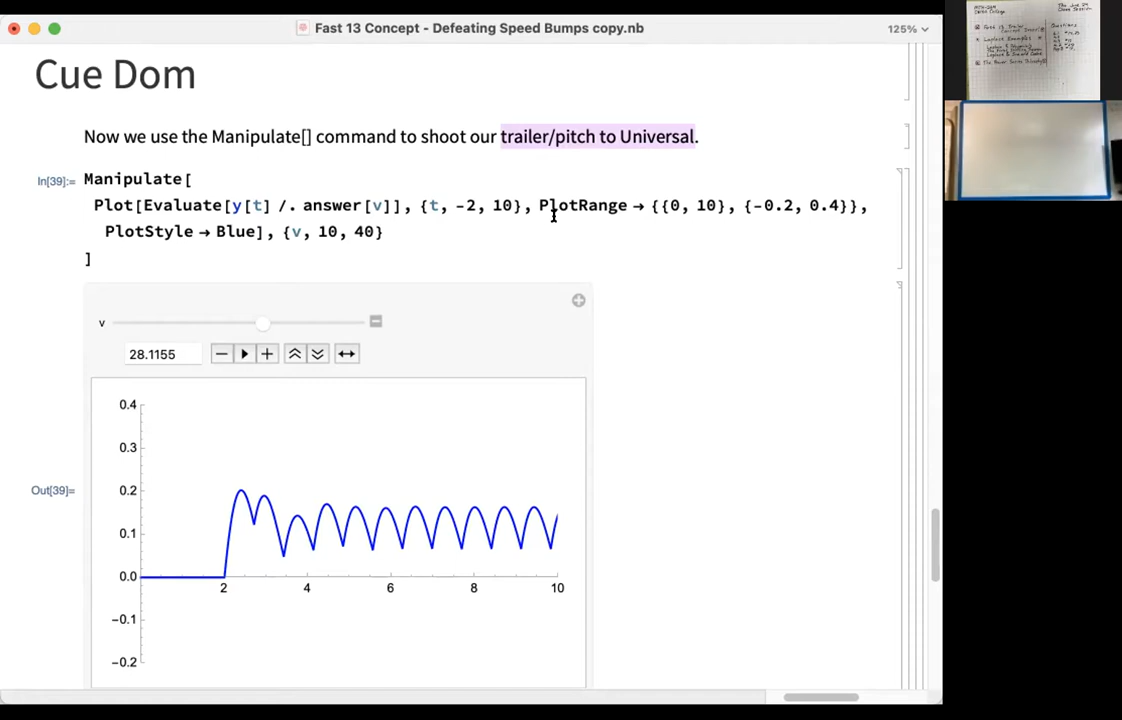 Fast 13 Concept - Defeating Speed Bumps copy.nb
125%
Cue Dom
Now we use the Manipulate[] command to shoot our trailer/pitch to Universal.
In[39]:= Manipulate[
Plot[Evaluate[y[t] /. answer[v]], {t, -2, 10}, PlotRange → {{0, 10}, {-0.2, 0.4}},
PlotStyle → Blue], {v, 10, 40}
]
v
28.1155
Out[39]=
0.4
0.3
0.2
0.1
0.0
-0.1
-0.2
2 4 6 8 10